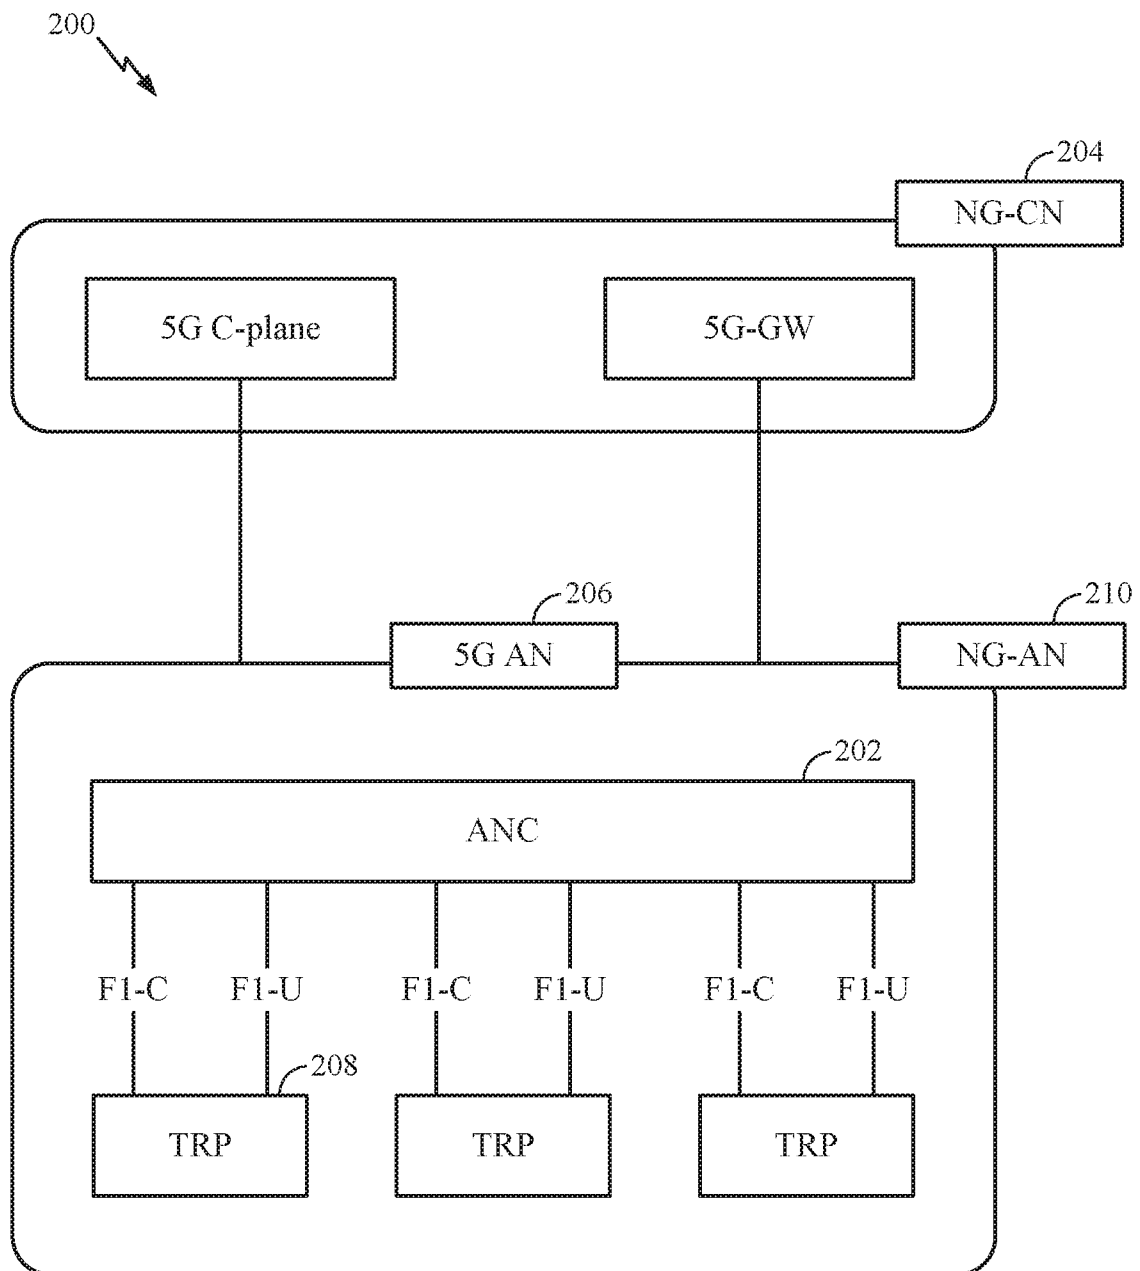 200
204
NG-CN
5G C-plane 5G-GW
206 210
5G AN NG-AN
202
ANC
F1-C F1-U F1-C F1-U F1-C F1-U
208
TRP TRP TRP